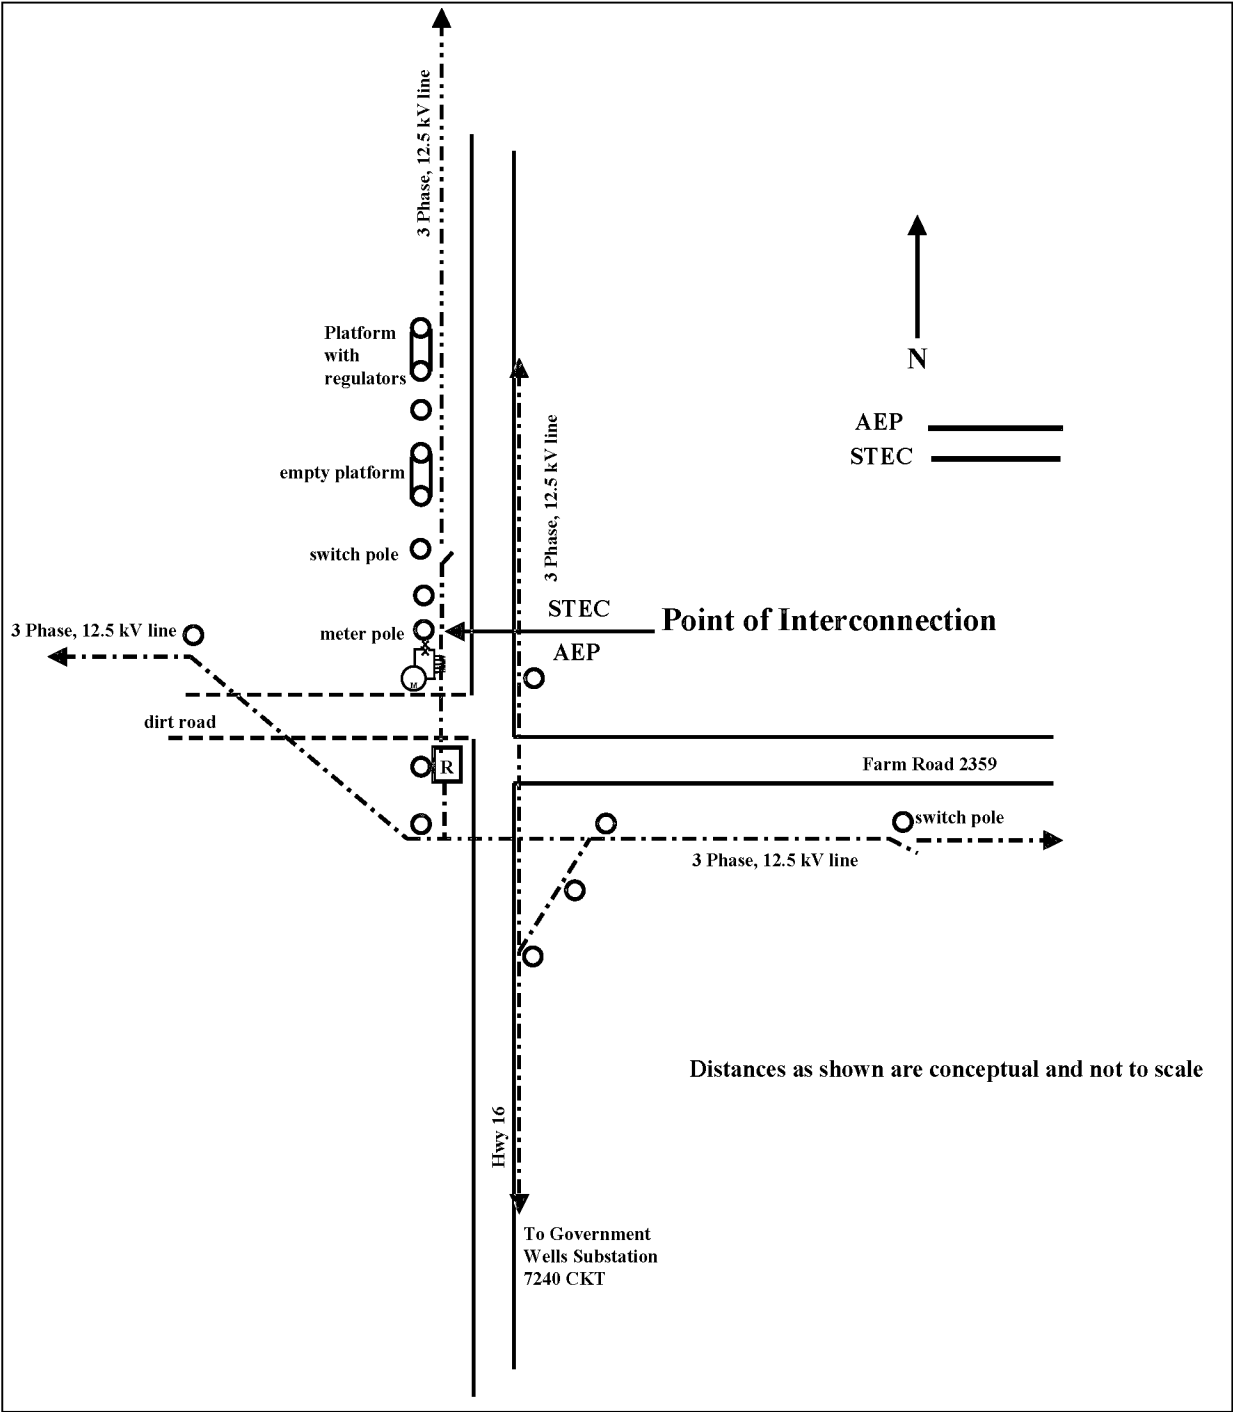 3 Phase, 12.5 kV line
Platform
with
regulators
N
AEP
STEC
empty platform
3 Phase, 12.5 kV line
switch pole
STEC
Point of Interconnection
3 Phase, 12.5 kV line
meter pole
AEP
M
dirt road
R
Farm Road 2359
switch pole
3 Phase, 12.5 kV line
Distances as shown are conceptual and not to scale
Hwy 16
To Government
Wells Substation
7240 CKT